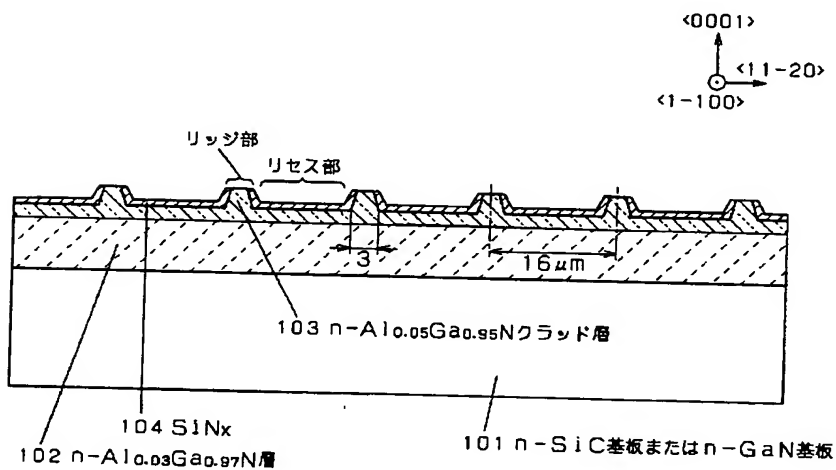 <0001>
<11-20>
<1-100>
リッジ部
リセス部
3
16μm
103 n-Al0.05Ga0.95Nクラッド層
104 SiNx
102 n-Al0.03Ga0.97N層
101 n-SiC基板またはn-GaN基板